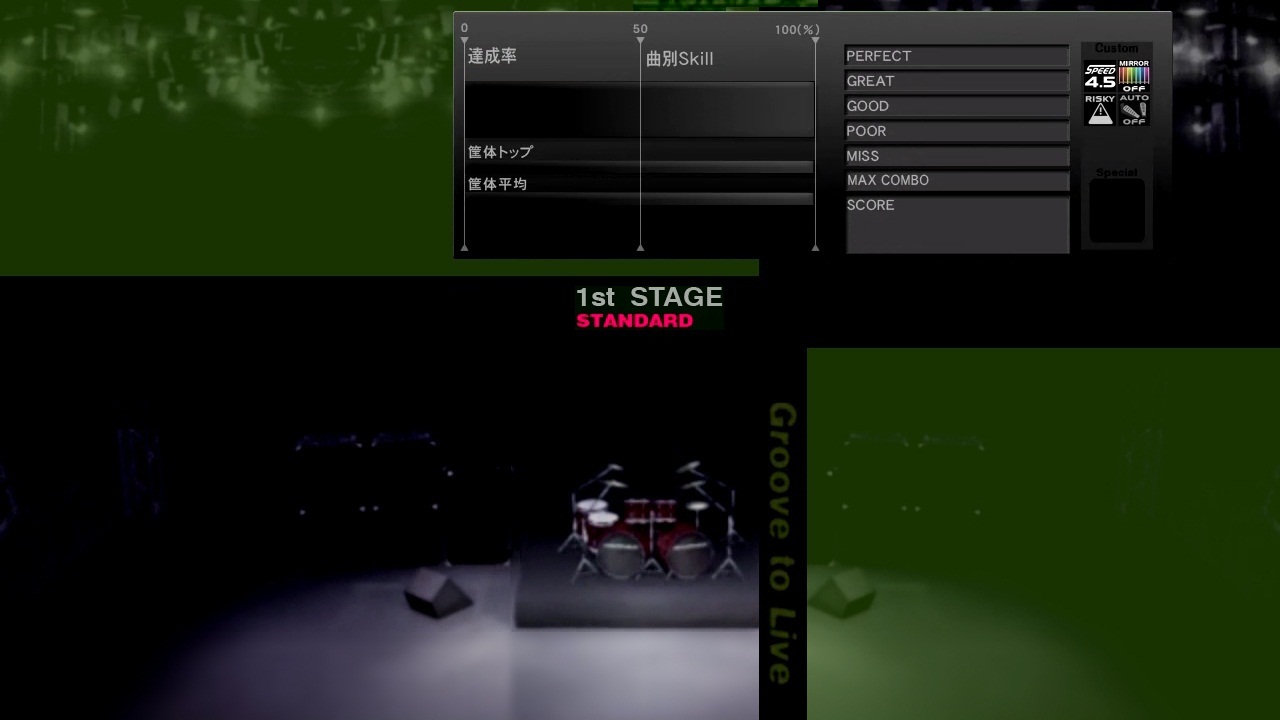 0 50 100(%)
達成率 曲別Skill
筐体トップ
筐体平均
PERFECT
GREAT
GOOD
POOR
MISS
MAX COMBO
SCORE
Custom
SPEED 4.5
MIRROR OFF
RISKY
AUTO OFF
Special
1st STAGE
STANDARD
Groove to Live